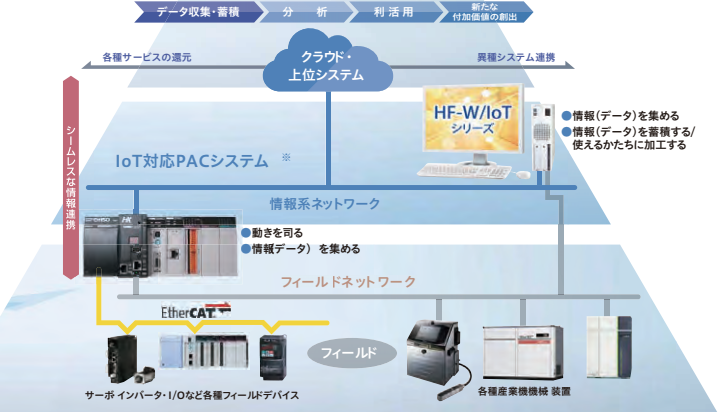 データ収集・蓄積
分 析
利 活 用
新たな
付加価値の創出
各種サービスの還元
クラウド・
上位システム
異種システム連携
HF-W/IoT
シリーズ
●情報(データ)を集める
●情報(データ)を蓄積する/
使えるかたちに加工する
シームレスな情報連携
IoT対応PACシステム ※
情報系ネットワーク
●動きを司る
●情報(データ) を集める
フィールドネットワーク
EtherCAT
フィールド
サーボ インバータ・I/Oなど各種フィールドデバイス
各種産業機機械 装置